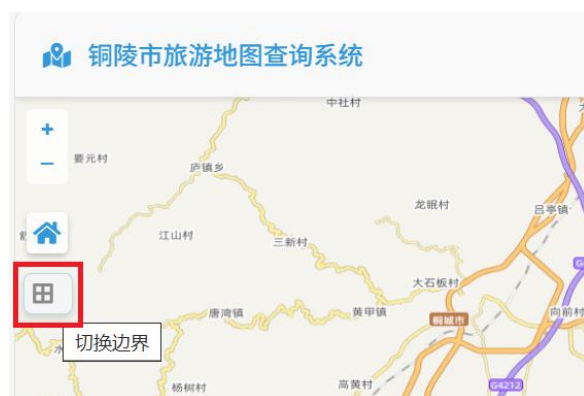 铜陵市旅游地图查询系统
中社村
+
−
要元村
庐镇乡
龙眠村
吕亭镇
江山村
三新村
大石板村
唐湾镇
黄甲镇
桐城市
向前村
切换边界
水
杨树村
高黄村
G4212